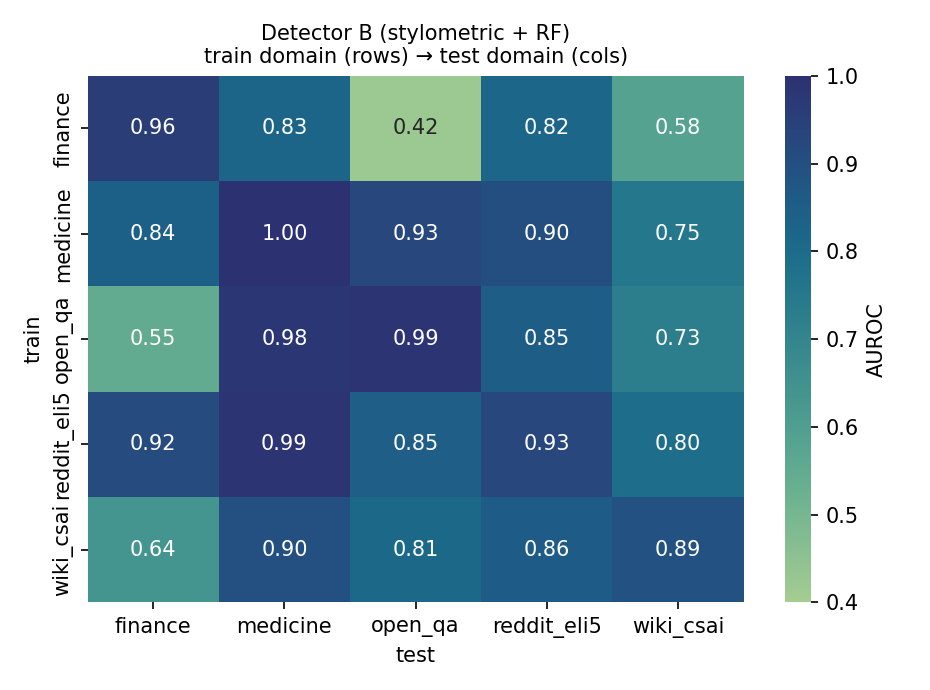 Detector B (stylometric + RF)
train domain (rows) → test domain (cols)
train
finance
0.96 0.83 0.42 0.82 0.58
medicine
0.84 1.00 0.93 0.90 0.75
open_qa
0.55 0.98 0.99 0.85 0.73
reddit_eli5
0.92 0.99 0.85 0.93 0.80
wiki_csai
0.64 0.90 0.81 0.86 0.89
finance medicine open_qa reddit_eli5 wiki_csai
test
1.0
0.9
0.8
0.7
0.6
0.5
0.4
AUROC